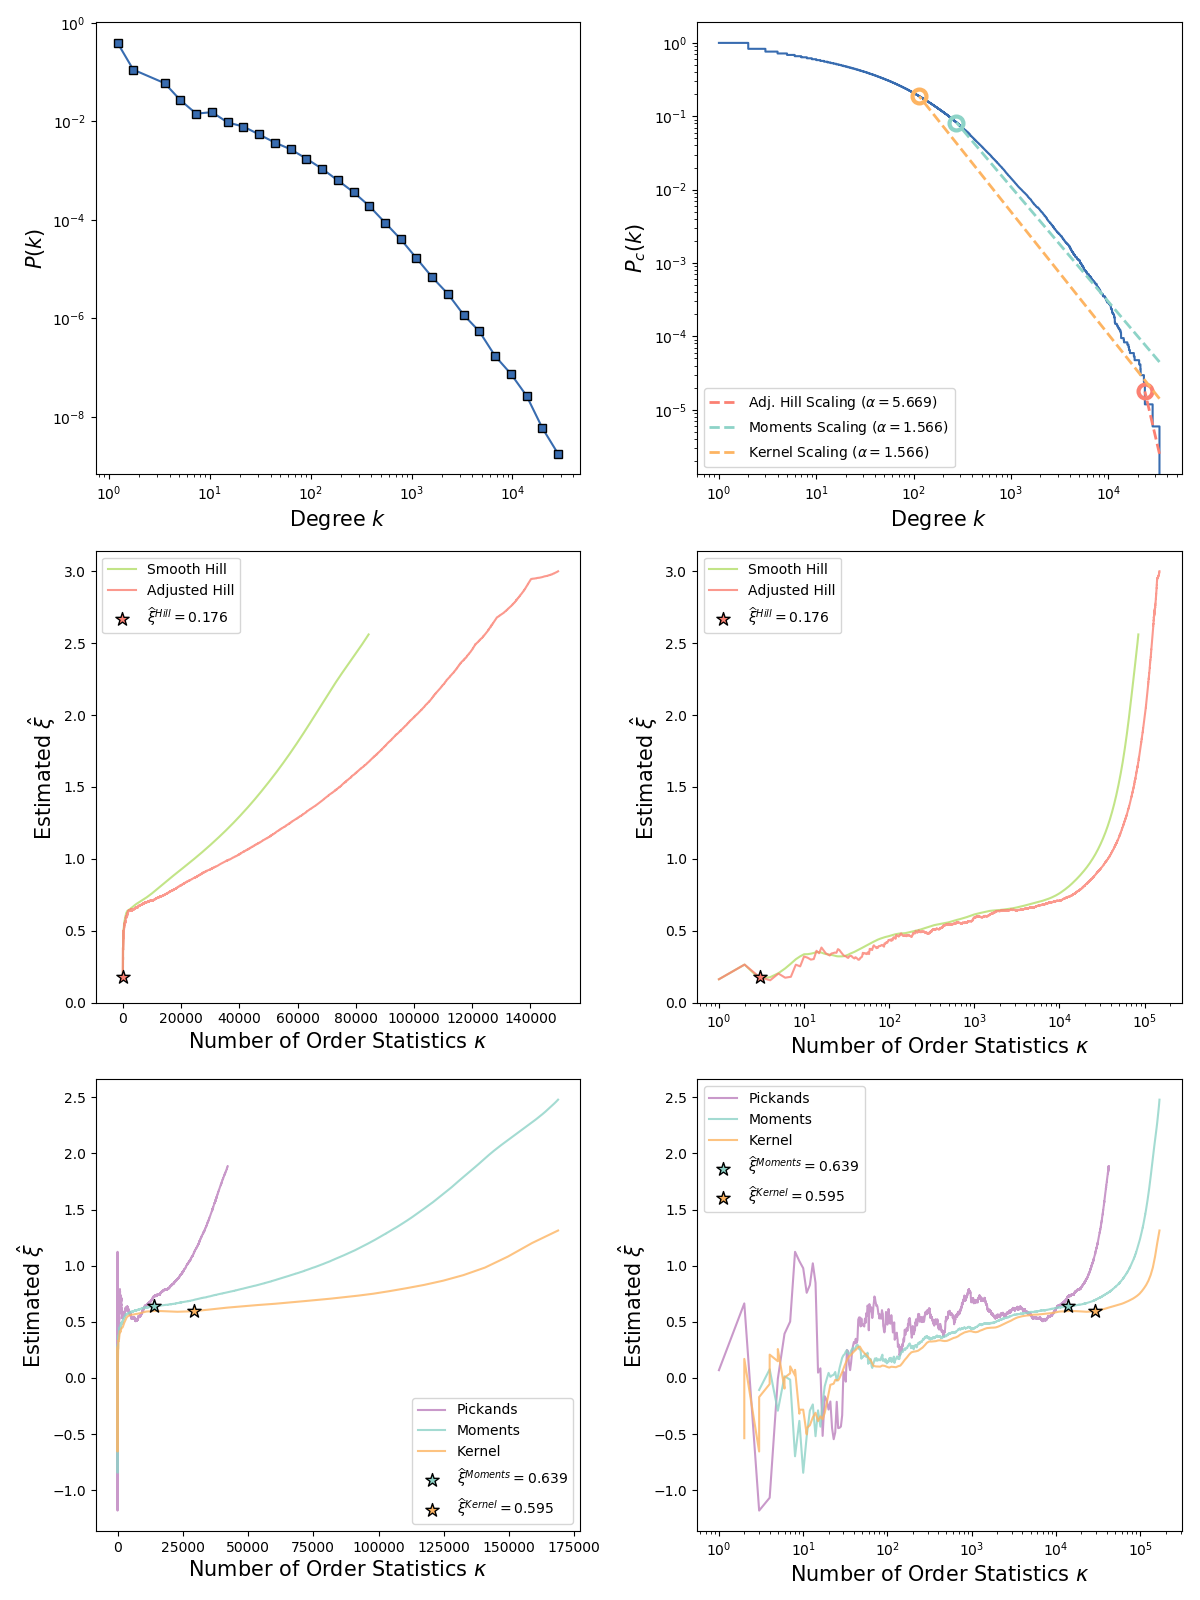 10^0
10^−2
10^−4
10^−6
10^−8
P(k)
10^0 10^1 10^2 10^3 10^4
Degree k
10^0
10^−1
10^−2
10^−3
10^−4
10^−5
P_c(k)
Adj. Hill Scaling (α = 5.669)
Moments Scaling (α = 1.566)
Kernel Scaling (α = 1.566)
10^0 10^1 10^2 10^3 10^4
Degree k
3.0
2.5
2.0
1.5
1.0
0.5
0.0
Estimated ξ̂
Smooth Hill
Adjusted Hill
ξ̂^Hill = 0.176
0 20000 40000 60000 80000 100000 120000 140000
Number of Order Statistics κ
3.0
2.5
2.0
1.5
1.0
0.5
0.0
Estimated ξ̂
Smooth Hill
Adjusted Hill
ξ̂^Hill = 0.176
10^0 10^1 10^2 10^3 10^4 10^5
Number of Order Statistics κ
2.5
2.0
1.5
1.0
0.5
0.0
−0.5
−1.0
Estimated ξ̂
Pickands
Moments
Kernel
ξ̂^Moments = 0.639
ξ̂^Kernel = 0.595
0 25000 50000 75000 100000 125000 150000 175000
Number of Order Statistics κ
2.5
2.0
1.5
1.0
0.5
0.0
−0.5
−1.0
Estimated ξ̂
Pickands
Moments
Kernel
ξ̂^Moments = 0.639
ξ̂^Kernel = 0.595
10^0 10^1 10^2 10^3 10^4 10^5
Number of Order Statistics κ